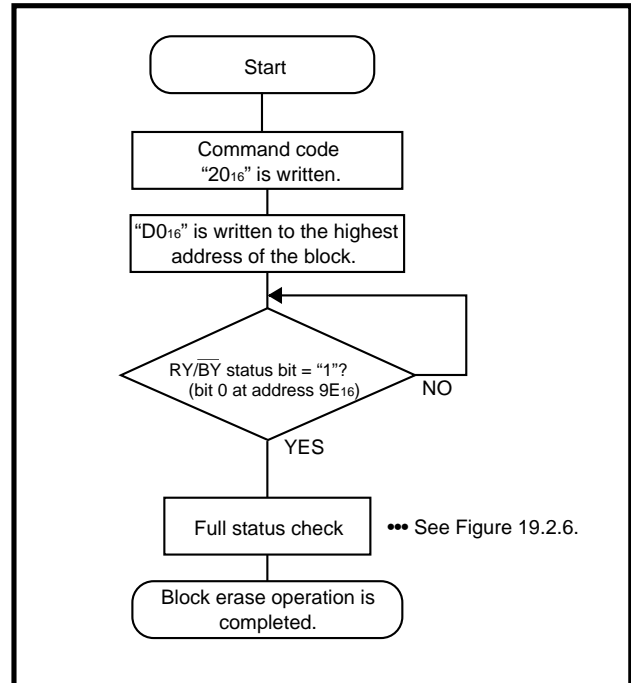 Start
Command code
“20₁₆” is written.
“D0₁₆” is written to the highest
address of the block.
RY/B̅Y̅ status bit = “1”?
(bit 0 at address 9E₁₆)
NO
YES
Full status check
••• See Figure 19.2.6.
Block erase operation is
completed.